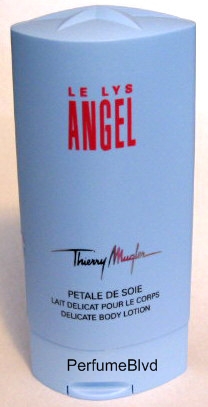 LE LYS
ANGEL
Thierry Mugler
PETALE DE SOIE
LAIT DELICAT POUR LE CORPS
DELICATE BODY LOTION
PerfumeBlvd